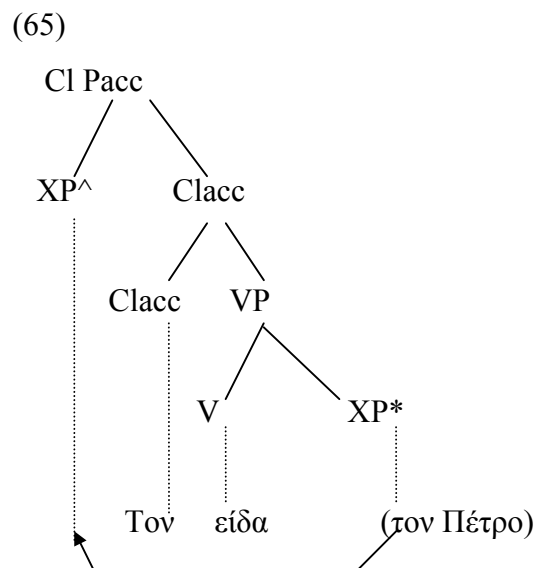 (65)
Cl Pacc
XP^ Clacc
Clacc VP
V XP*
Τον είδα (τον Πέτρο)